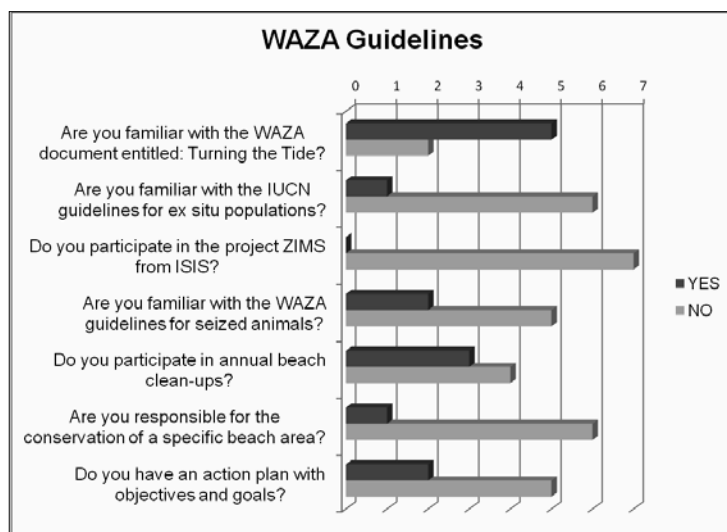 WAZA Guidelines
0 1 2 3 4 5 6 7
Are you familiar with the WAZA
document entitled: Turning the Tide?
Are you familiar with the IUCN
guidelines for ex situ populations?
Do you participate in the project ZIMS
from ISIS?
Are you familiar with the WAZA
guidelines for seized animals?
Do you participate in annual beach
clean-ups?
Are you responsible for the
conservation of a specific beach area?
Do you have an action plan with
objectives and goals?
YES
NO